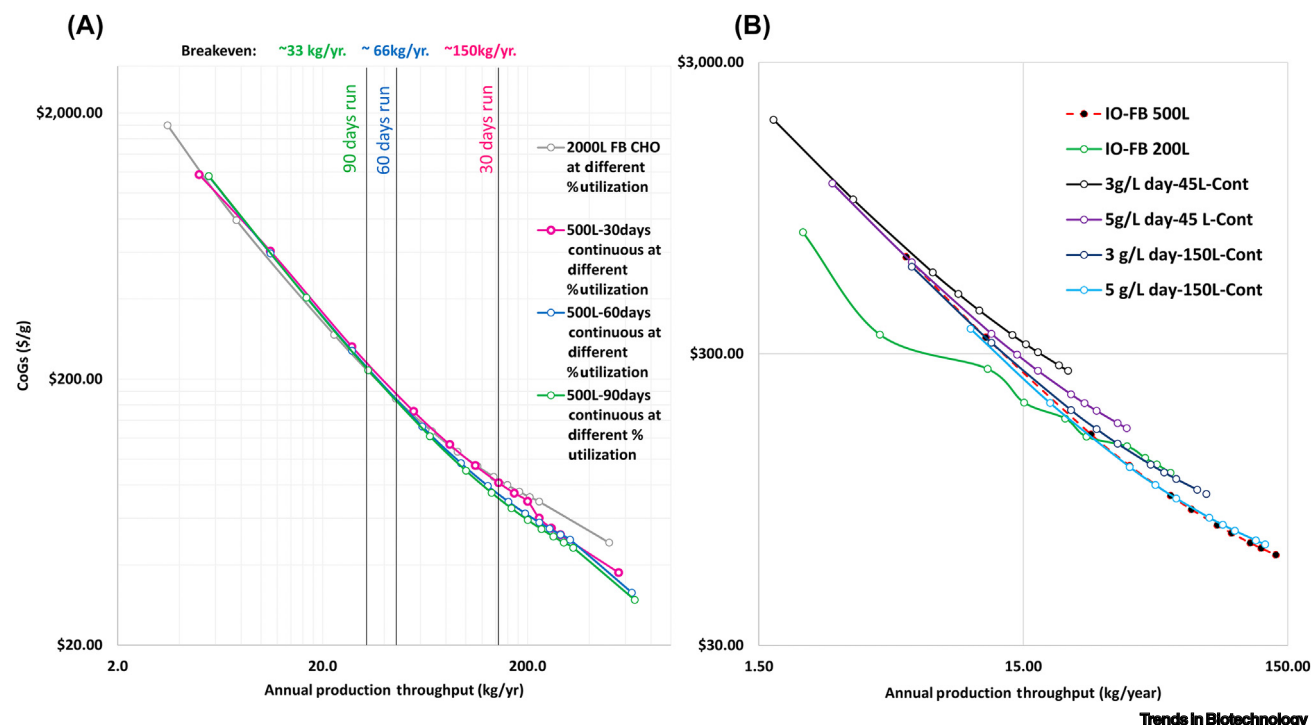 (A)
Breakeven: ~33 kg/yr. ~ 66kg/yr. ~150kg/yr.
90 days run
60 days run
30 days run
$2,000.00
$200.00
$20.00
CoGs ($/g)
2000L FB CHO
at different
%utilization
500L-30days
continuous at
different
%utilization
500L-60days
continuous at
different
%utilization
500L-90days
continuous at
different %
utilization
2.0
20.0
200.0
Annual production throughput (kg/yr)
(B)
$3,000.00
$300.00
$30.00
IO-FB 500L
IO-FB 200L
3g/L day-45L-Cont
5g/L day-45 L-Cont
3 g/L day-150L-Cont
5 g/L day-150L-Cont
1.50
15.00
150.00
Annual production throughput (kg/year)
Trends in Biotechnology